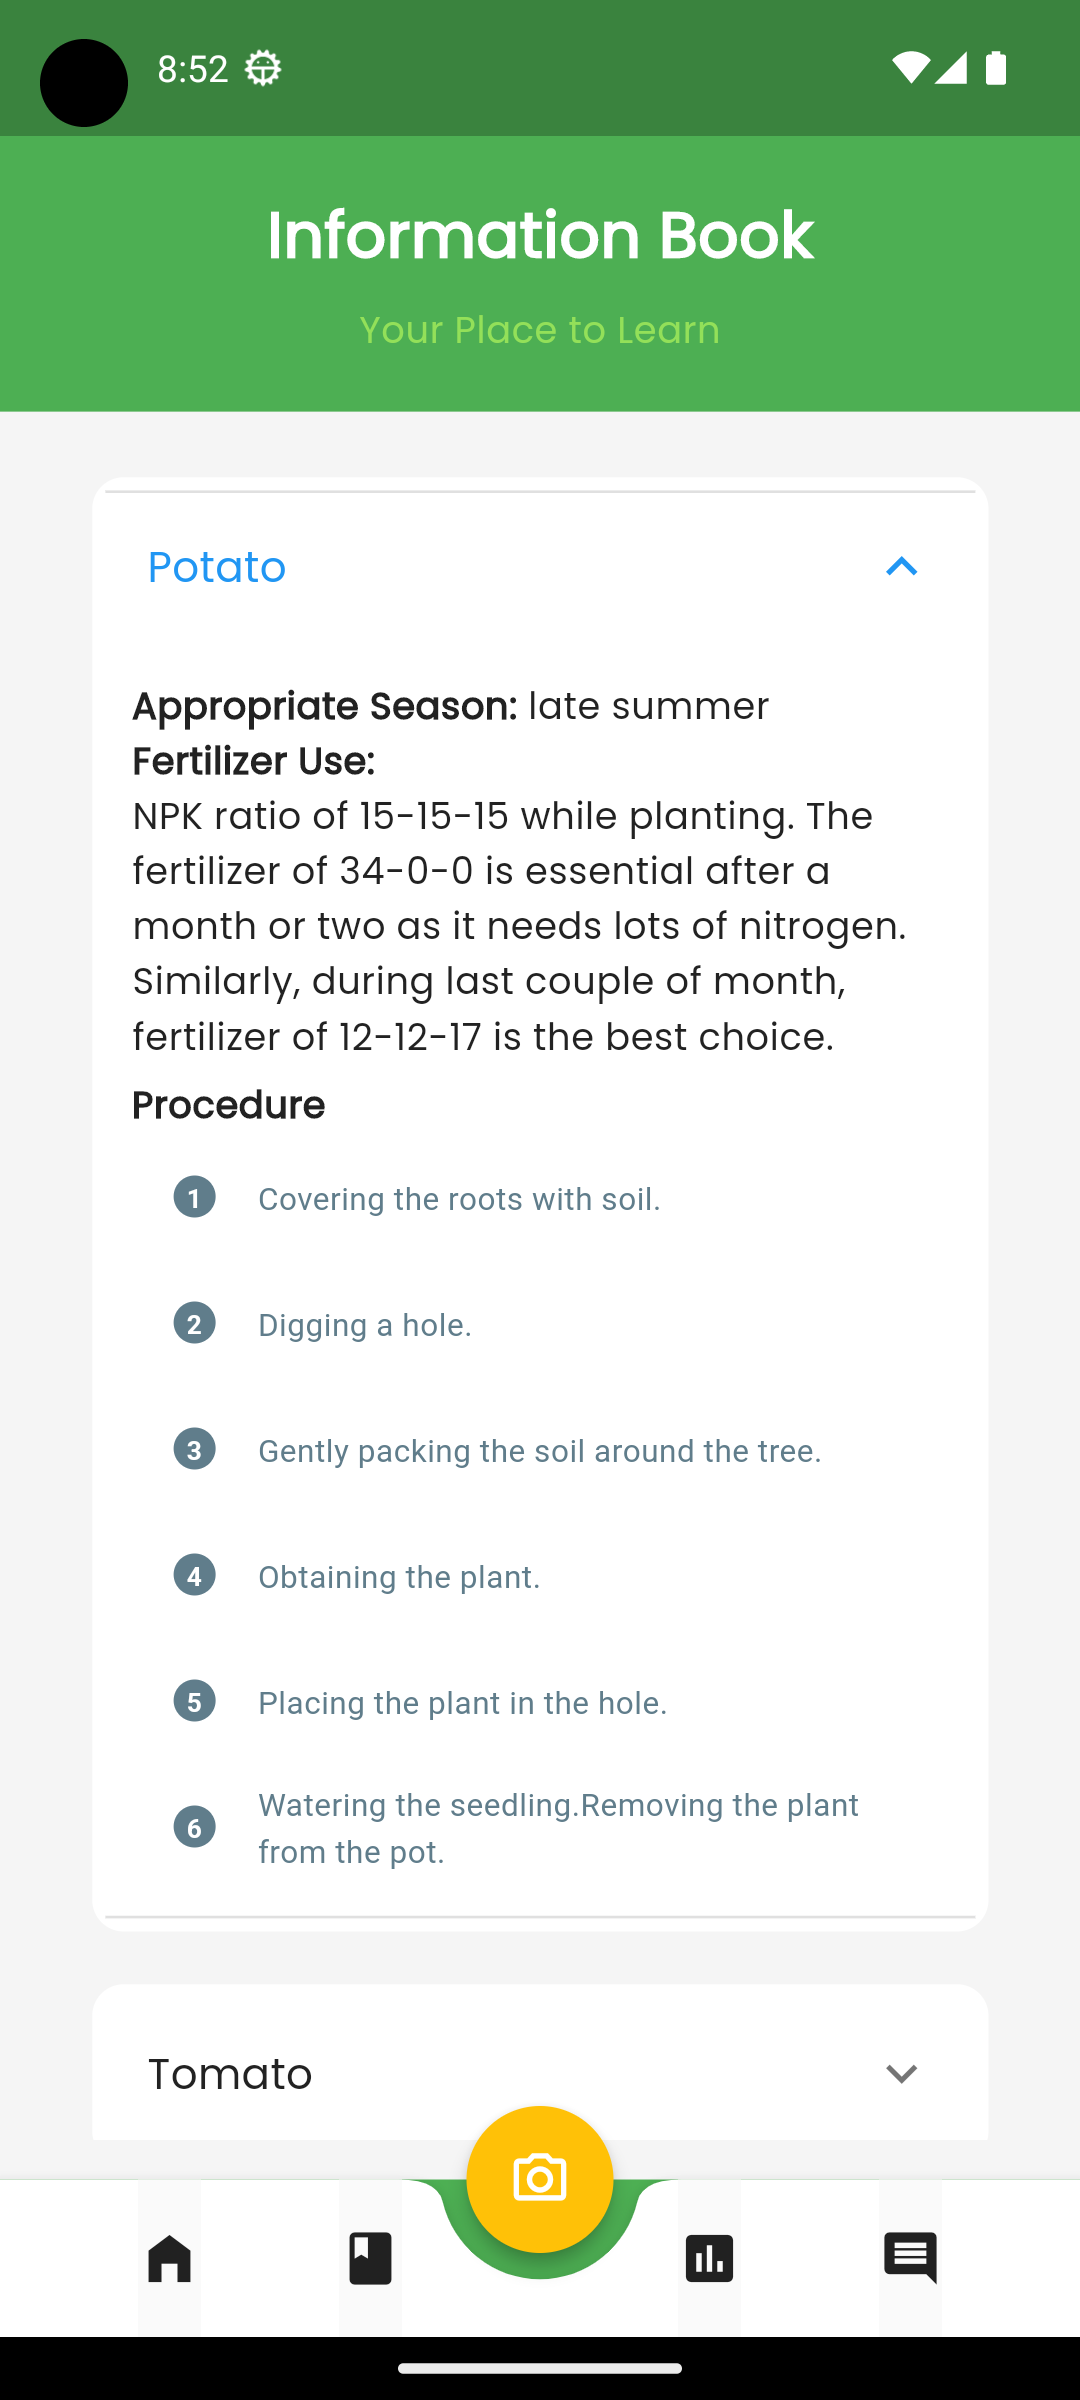 8:52
Information Book
Your Place to Learn
Potato
Appropriate Season: late summer
Fertilizer Use:
NPK ratio of 15-15-15 while planting. The
fertilizer of 34-0-0 is essential after a
month or two as it needs lots of nitrogen.
Similarly, during last couple of month,
fertilizer of 12-12-17 is the best choice.
Procedure
1 Covering the roots with soil.
2 Digging a hole.
3 Gently packing the soil around the tree.
4 Obtaining the plant.
5 Placing the plant in the hole.
6 Watering the seedling.Removing the plant
from the pot.
Tomato